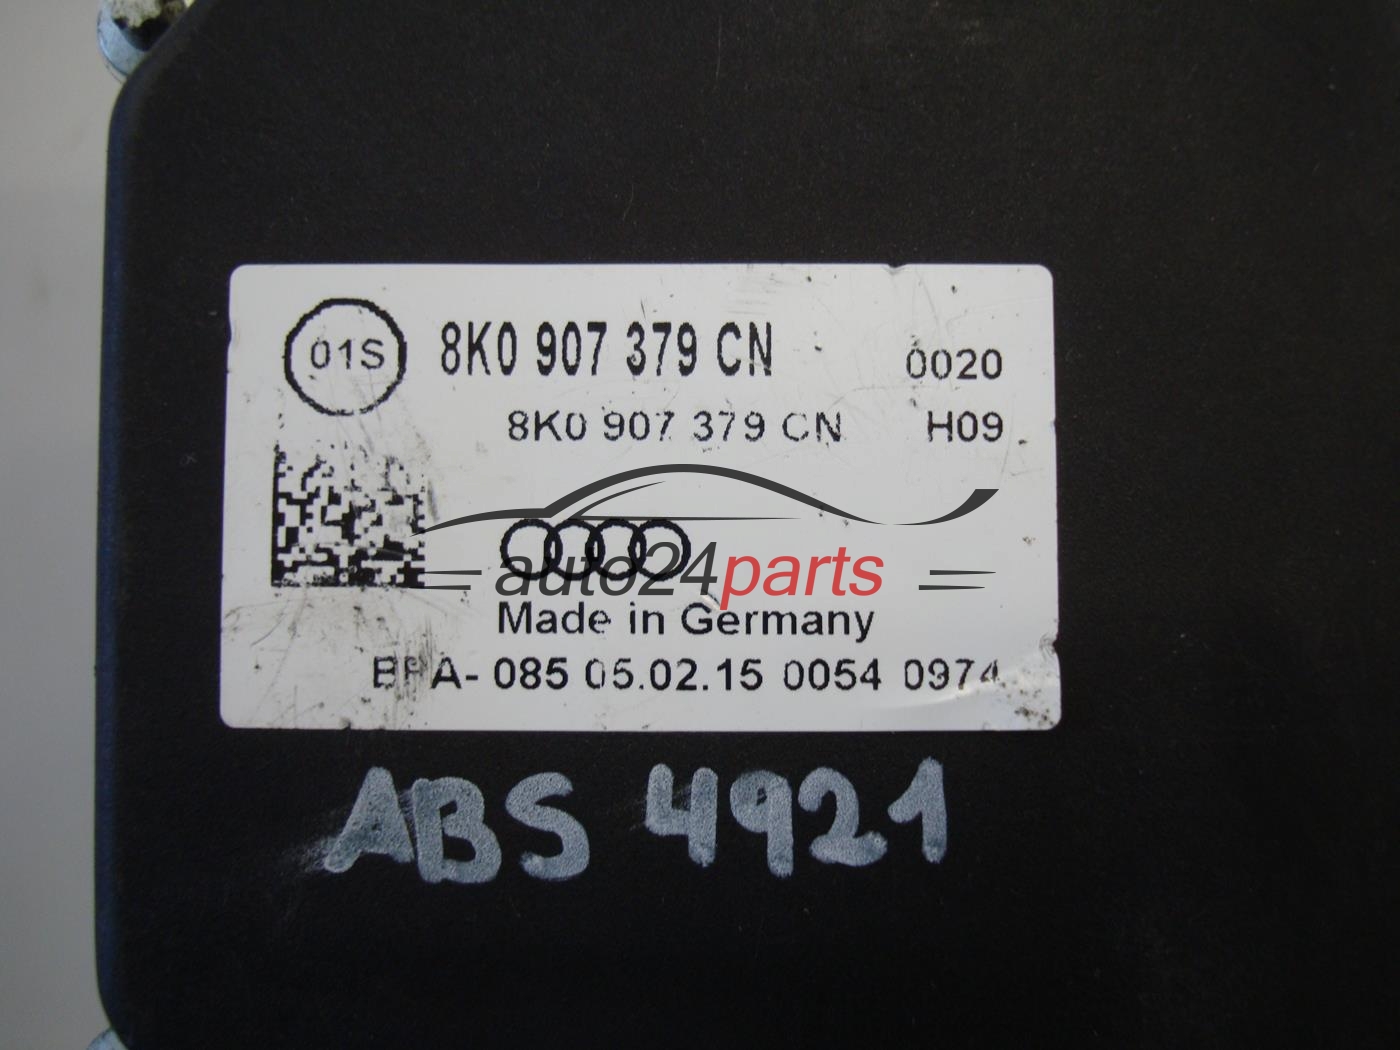 01S 8K0 907 379 CN 0020
8K0 907 379 CN H09
auto24parts
Made in Germany
085 05.02.15 0054 0974
ABS 4921